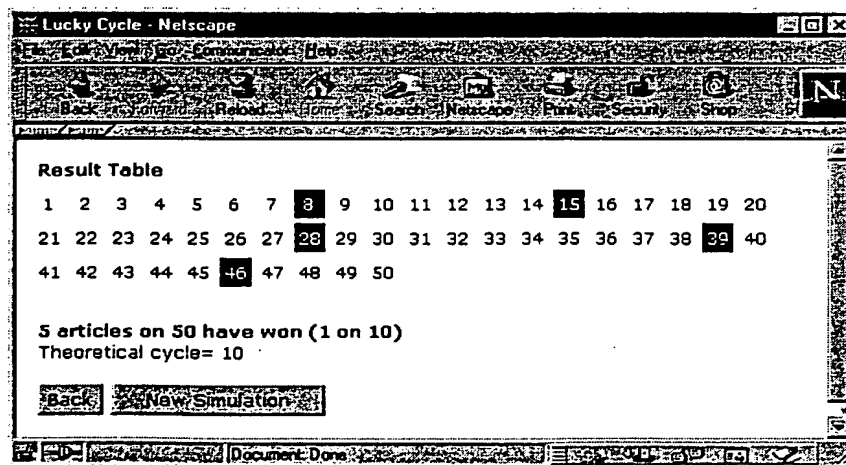 Lucky Cycle - Netscape
File Edit View Go Communicator Help
Back Forward Reload Home Search Netscape Print Security Shop
N
Result Table
1 2 3 4 5 6 7 8 9 10 11 12 13 14 15 16 17 18 19 20
21 22 23 24 25 26 27 28 29 30 31 32 33 34 35 36 37 38 39 40
41 42 43 44 45 46 47 48 49 50
5 articles on 50 have won (1 on 10)
Theoretical cycle= 10
Back New Simulation
Document: Done